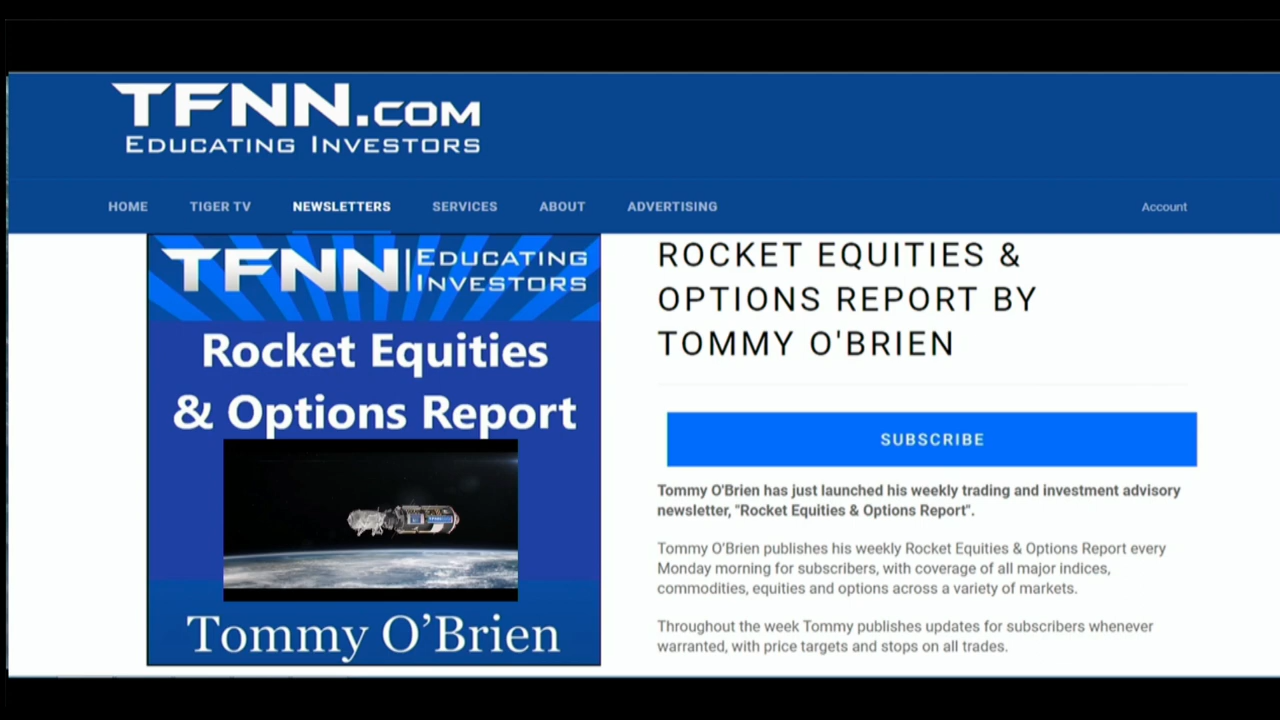 TFNN.COM
EDUCATING INVESTORS
HOME TIGER TV NEWSLETTERS SERVICES ABOUT ADVERTISING Account
TFNN EDUCATING
INVESTORS
Rocket Equities
& Options Report
Tommy O’Brien
ROCKET EQUITIES &
OPTIONS REPORT BY
TOMMY O'BRIEN
SUBSCRIBE
Tommy O'Brien has just launched his weekly trading and investment advisory
newsletter, "Rocket Equities & Options Report".
Tommy O’Brien publishes his weekly Rocket Equities & Options Report every
Monday morning for subscribers, with coverage of all major indices,
commodities, equities and options across a variety of markets.
Throughout the week Tommy publishes updates for subscribers whenever
warranted, with price targets and stops on all trades.